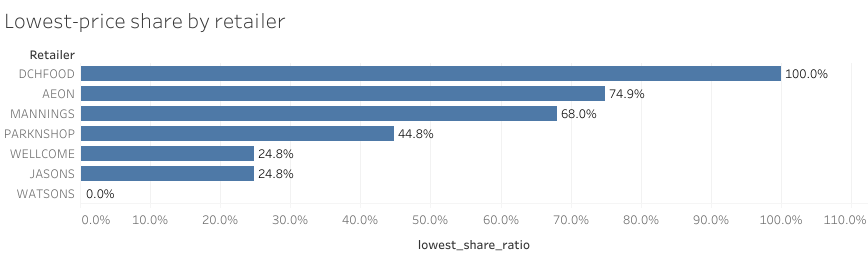 Lowest-price share by retailer
Retailer
DCHFOOD 100.0%
AEON 74.9%
MANNINGS 68.0%
PARKNSHOP 44.8%
WELLCOME 24.8%
JASONS 24.8%
WATSONS 0.0%
0.0% 10.0% 20.0% 30.0% 40.0% 50.0% 60.0% 70.0% 80.0% 90.0% 100.0% 110.0%
lowest_share_ratio